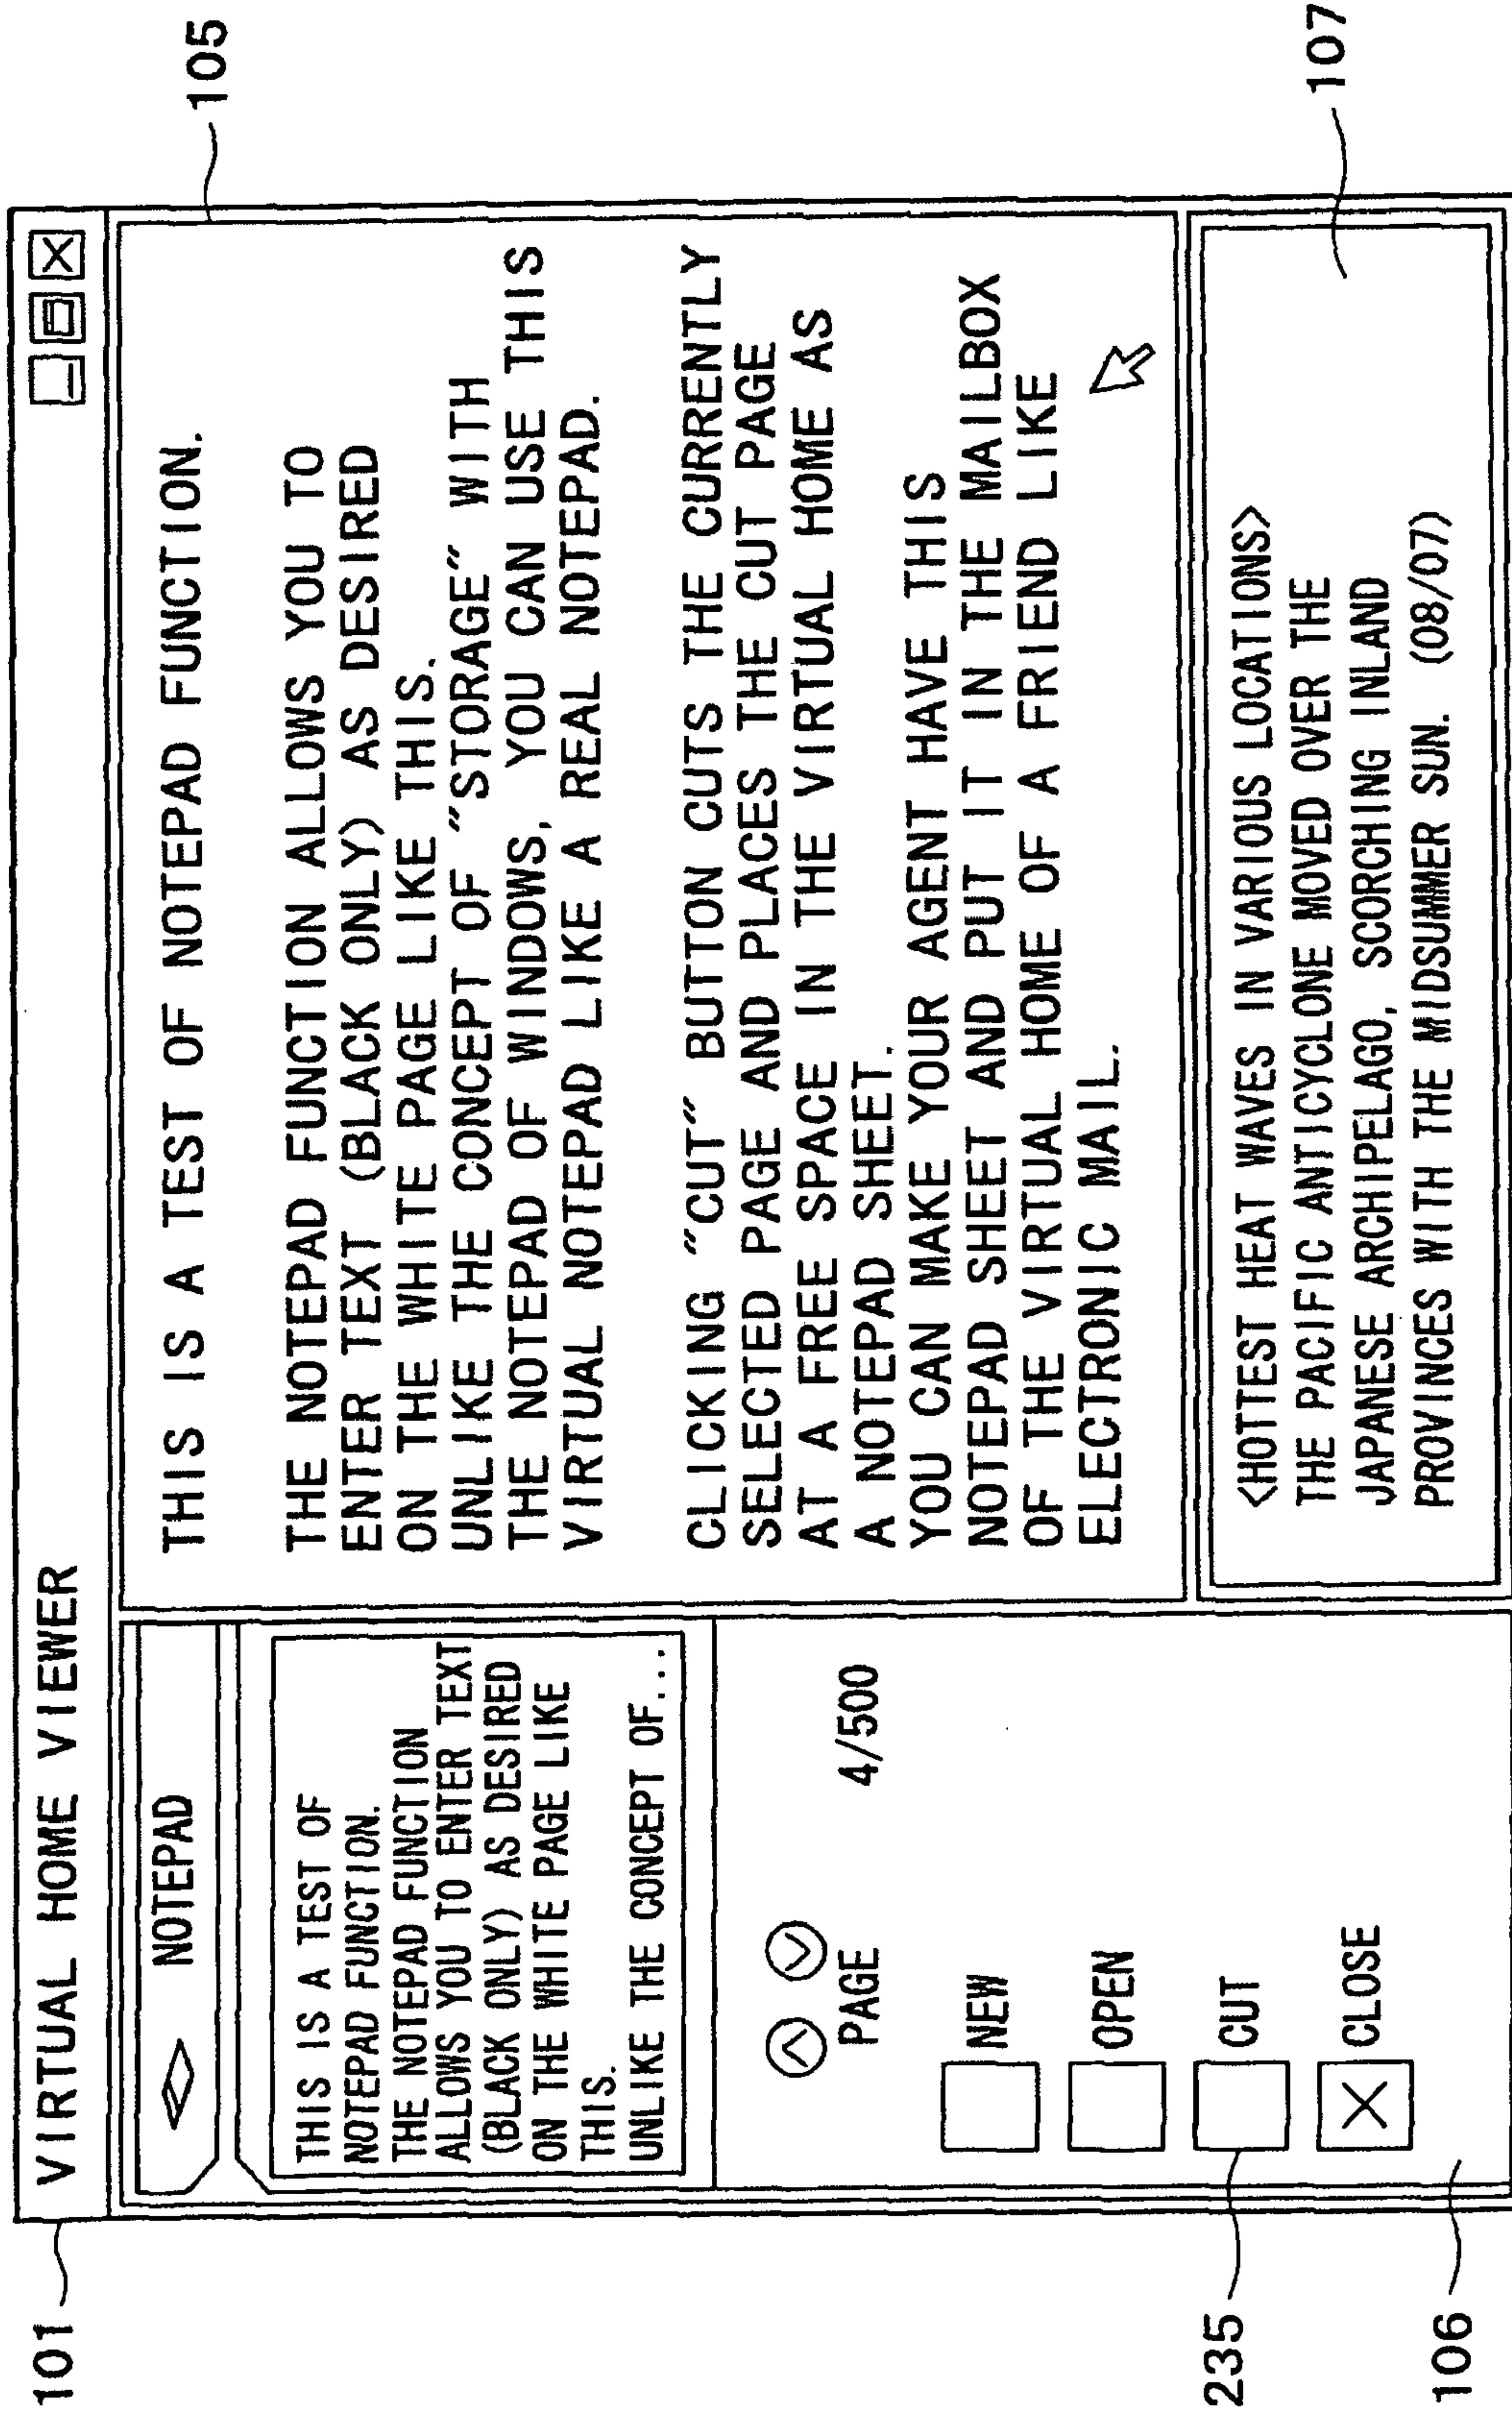 101
VIRTUAL HOME VIEWER
NOTEPAD
THIS IS A TEST OF
NOTEPAD FUNCTION.
THE NOTEPAD FUNCTION
ALLOWS YOU TO ENTER TEXT
(BLACK ONLY) AS DESIRED
ON THE WHITE PAGE LIKE
THIS.
UNLIKE THE CONCEPT OF...
PAGE
4/500
NEW
OPEN
235
CUT
CLOSE
106
105
THIS IS A TEST OF NOTEPAD FUNCTION.
THE NOTEPAD FUNCTION ALLOWS YOU TO
ENTER TEXT (BLACK ONLY) AS DESIRED
ON THE WHITE PAGE LIKE THIS.
UNLIKE THE CONCEPT OF "STORAGE" WITH
THE NOTEPAD OF WINDOWS, YOU CAN USE THIS
VIRTUAL NOTEPAD LIKE A REAL NOTEPAD.
CLICKING "CUT" BUTTON CUTS THE CURRENTLY
SELECTED PAGE AND PLACES THE CUT PAGE
AT A FREE SPACE IN THE VIRTUAL HOME AS
A NOTEPAD SHEET.
YOU CAN MAKE YOUR AGENT HAVE THIS
NOTEPAD SHEET AND PUT IT IN THE MAILBOX
OF THE VIRTUAL HOME OF A FRIEND LIKE
ELECTRONIC MAIL.
107
<HOTTEST HEAT WAVES IN VARIOUS LOCATIONS>
THE PACIFIC ANTICYCLONE MOVED OVER THE
JAPANESE ARCHIPELAGO, SCORCHING INLAND
PROVINCES WITH THE MIDSUMMER SUN. (08/07)